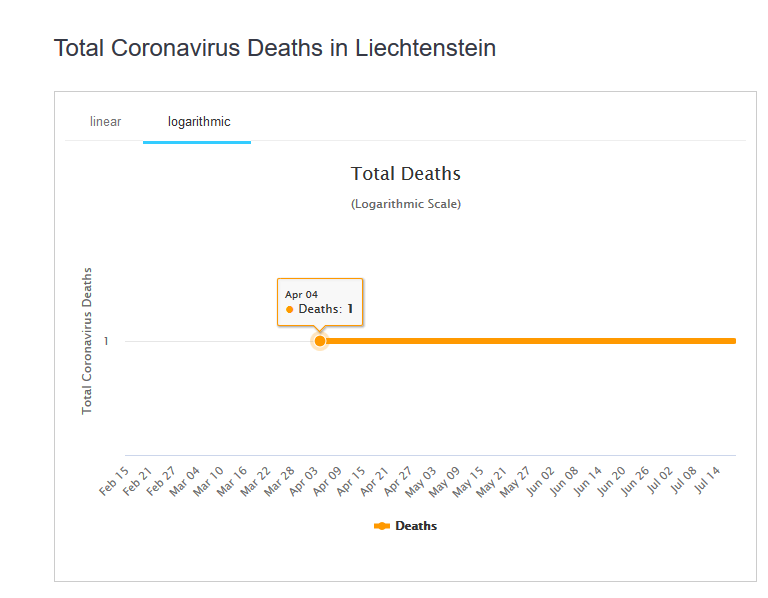 Total Coronavirus Deaths in Liechtenstein
linear
logarithmic
Total Deaths
(Logarithmic Scale)
Total Coronavirus Deaths
Apr 04
Deaths: 1
1
Feb 15
Feb 21
Feb 27
Mar 04
Mar 10
Mar 16
Mar 22
Mar 28
Apr 03
Apr 09
Apr 15
Apr 21
Apr 27
May 03
May 09
May 15
May 21
May 27
Jun 02
Jun 08
Jun 14
Jun 20
Jun 26
Jul 02
Jul 08
Jul 14
Deaths